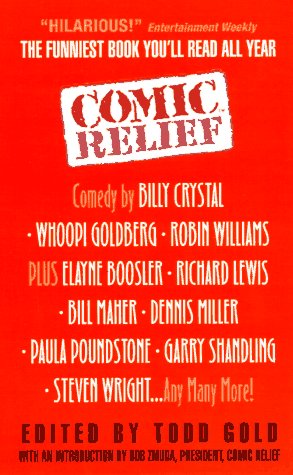 "HILARIOUS!" Entertainment Weekly
THE FUNNIEST BOOK YOU'LL READ ALL YEAR
COMIC
RELIEF
Comedy by BILLY CRYSTAL
· WHOOPI GOLDBERG · ROBIN WILLIAMS
PLUS ELAYNE BOOSLER · RICHARD LEWIS
· BILL MAHER · DENNIS MILLER
· PAULA POUNDSTONE · GARRY SHANDLING
· STEVEN WRIGHT...Any Many More!
EDITED BY TODD GOLD
WITH AN INTRODUCTION BY BOB ZMUDA, PRESIDENT, COMIC RELIEF